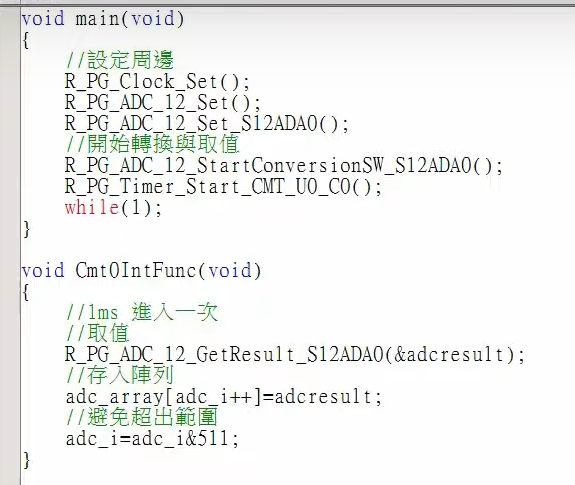 void main(void)
{
//設定周邊
R_PG_Clock_Set();
R_PG_ADC_12_Set();
R_PG_ADC_12_Set_S12ADA0();
//開始轉換與取值
R_PG_ADC_12_StartConversionSW_S12ADA0();
R_PG_Timer_Start_CMT_U0_C0();
while(1);
}
void Cmt0IntFunc(void)
{
//1ms 進入一次
//取值
R_PG_ADC_12_GetResult_S12ADA0(&adcresult);
//存入陣列
adc_array[adc_i++]=adcresult;
//避免超出範圍
adc_i=adc_i&511;
}